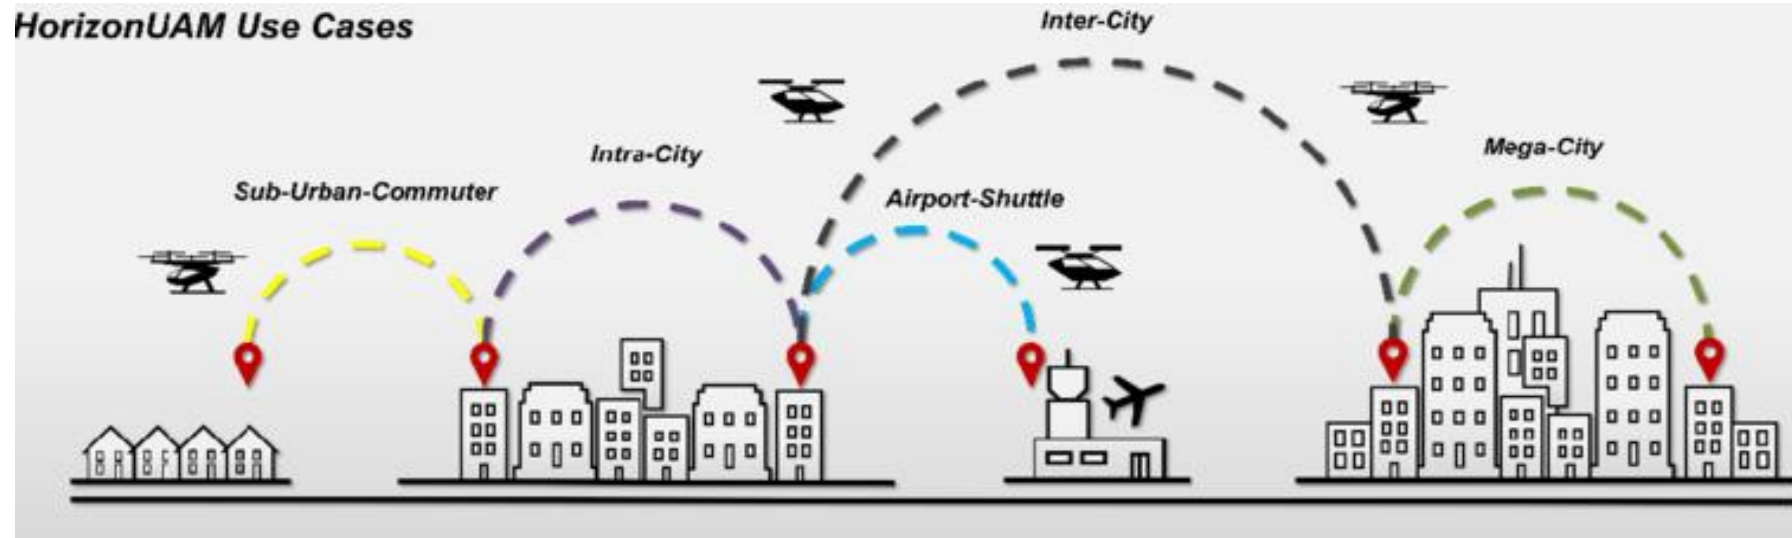 HorizonUAM Use Cases
Inter-City
Intra-City
Mega-City
Sub-Urban-Commuter
Airport-Shuttle